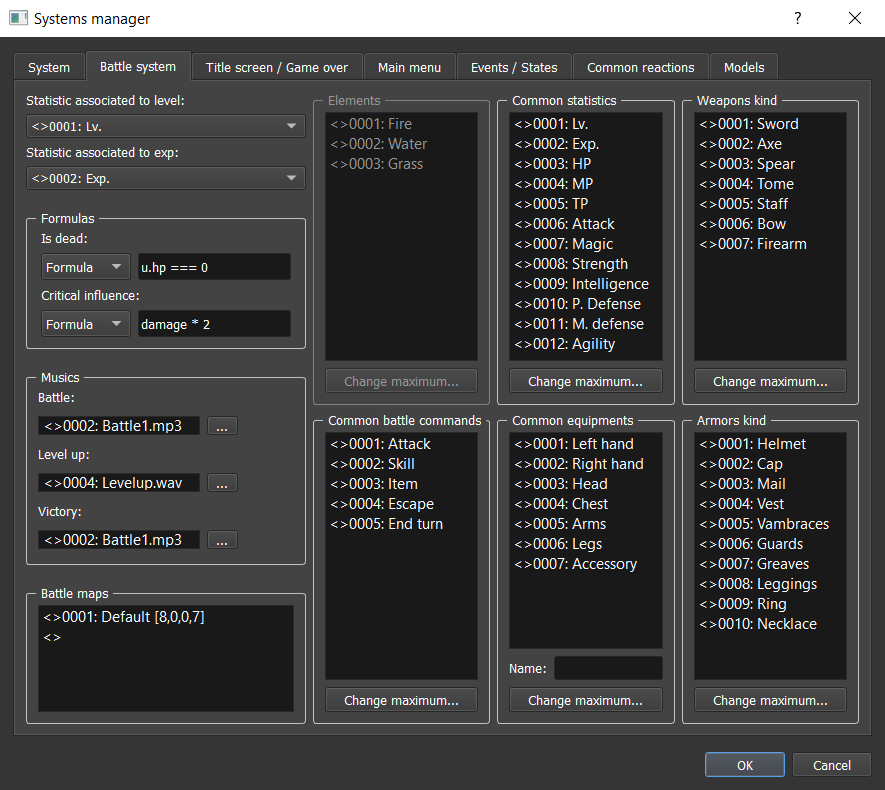 Systems manager
?
System
Battle system
Title screen / Game over
Main menu
Events / States
Common reactions
Models
Statistic associated to level:
<>0001: Lv.
Statistic associated to exp:
<>0002: Exp.
Formulas
Is dead:
Formula
u.hp === 0
Critical influence:
Formula
damage * 2
Musics
Battle:
<>0002: Battle1.mp3
...
Level up:
<>0004: Levelup.wav
...
Victory:
<>0002: Battle1.mp3
...
Battle maps
<>0001: Default [8,0,0,7]
<>
Elements
<>0001: Fire
<>0002: Water
<>0003: Grass
Change maximum...
Common statistics
<>0001: Lv.
<>0002: Exp.
<>0003: HP
<>0004: MP
<>0005: TP
<>0006: Attack
<>0007: Magic
<>0008: Strength
<>0009: Intelligence
<>0010: P. Defense
<>0011: M. defense
<>0012: Agility
Change maximum...
Weapons kind
<>0001: Sword
<>0002: Axe
<>0003: Spear
<>0004: Tome
<>0005: Staff
<>0006: Bow
<>0007: Firearm
Change maximum...
Common battle commands
<>0001: Attack
<>0002: Skill
<>0003: Item
<>0004: Escape
<>0005: End turn
Change maximum...
Common equipments
<>0001: Left hand
<>0002: Right hand
<>0003: Head
<>0004: Chest
<>0005: Arms
<>0006: Legs
<>0007: Accessory
Name:
Change maximum...
Armors kind
<>0001: Helmet
<>0002: Cap
<>0003: Mail
<>0004: Vest
<>0005: Vambraces
<>0006: Guards
<>0007: Greaves
<>0008: Leggings
<>0009: Ring
<>0010: Necklace
Change maximum...
OK
Cancel